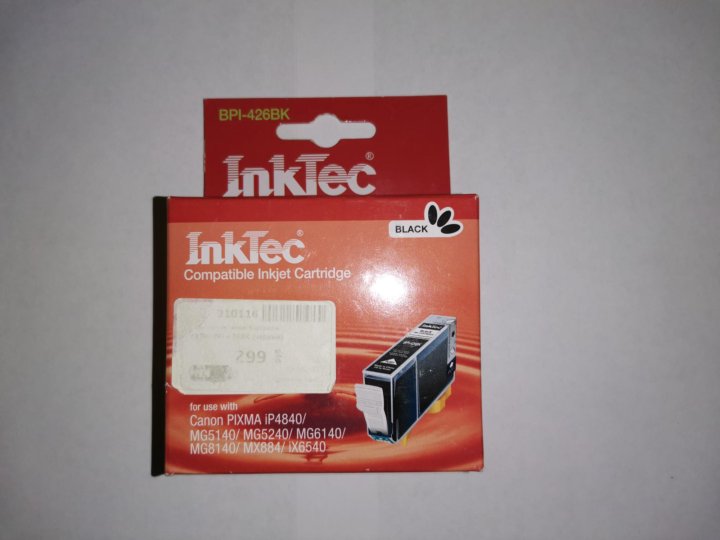 BPI-426BK
InkTec®
InkTec®
BLACK
Compatible Inkjet Cartridge
310116
299
InkTec
for use with
Canon PIXMA iP4840/
MG5140/ MG5240/ MG6140/
MG8140/ MX884/ iX6540